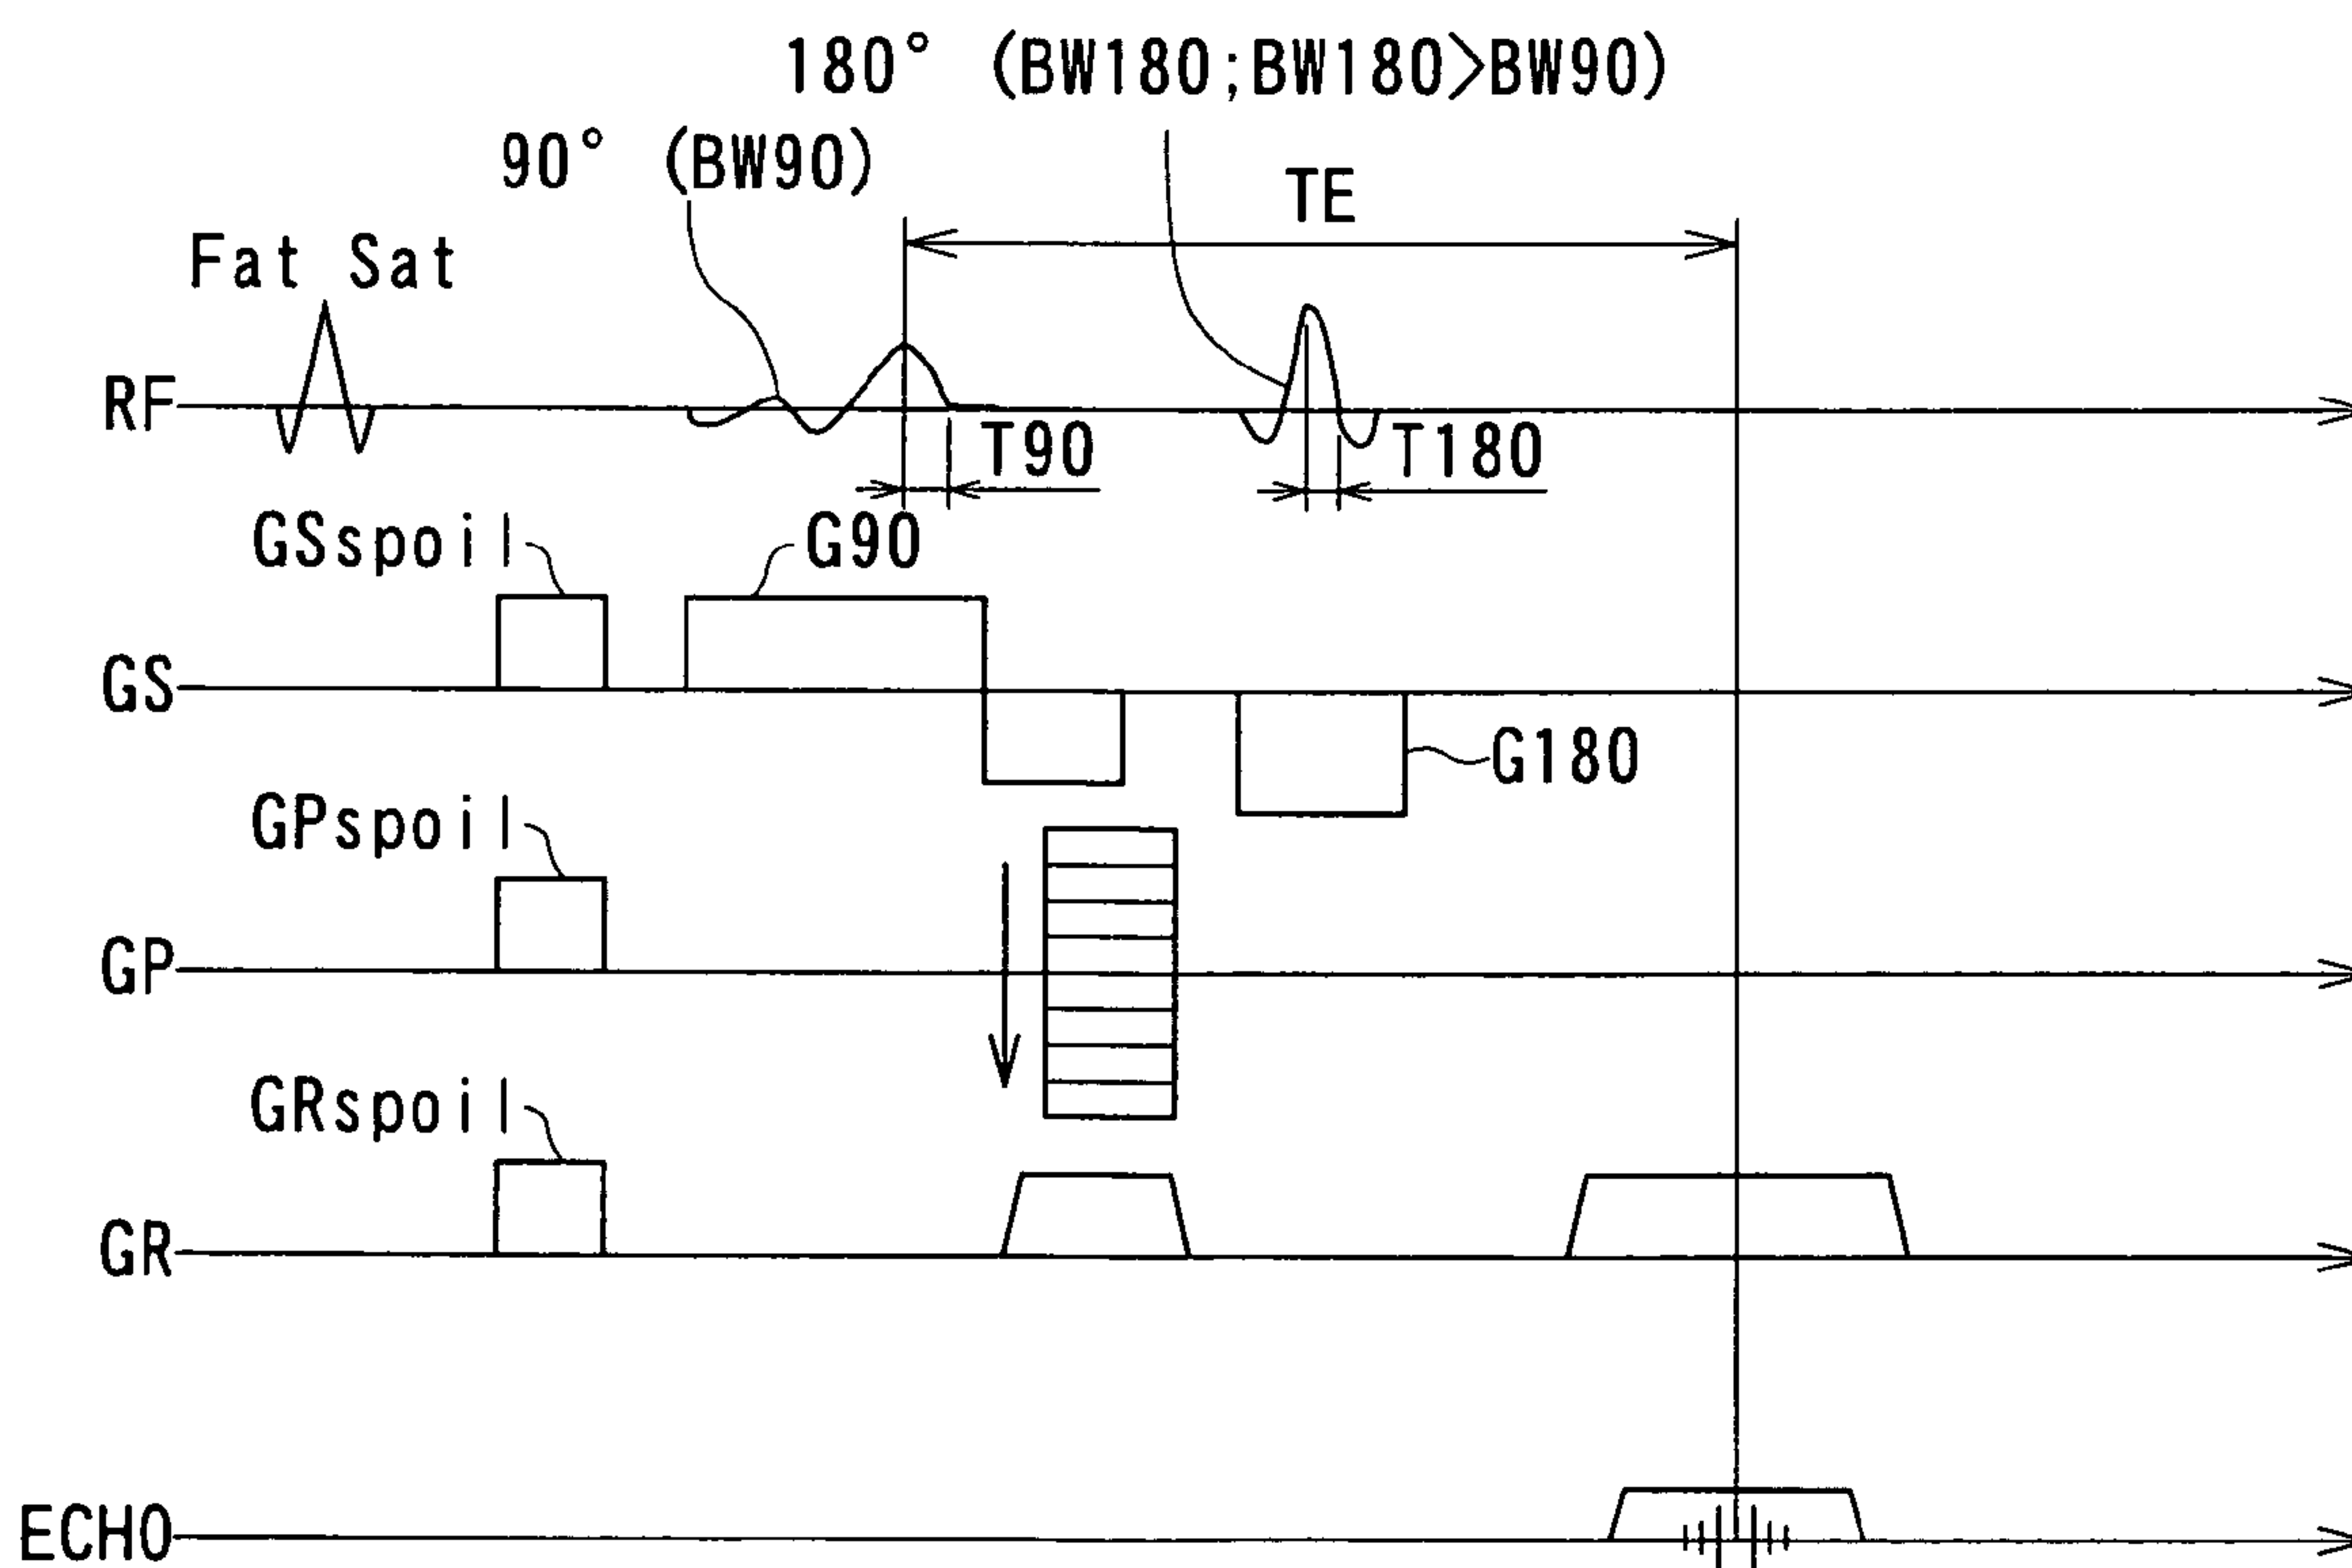 180° (BW180;BW180>BW90)
90° (BW90)
TE
Fat Sat
RF
T90
T180
GSspoil
G90
GS
G180
GPspoil
GP
GRspoil
GR
ECHO